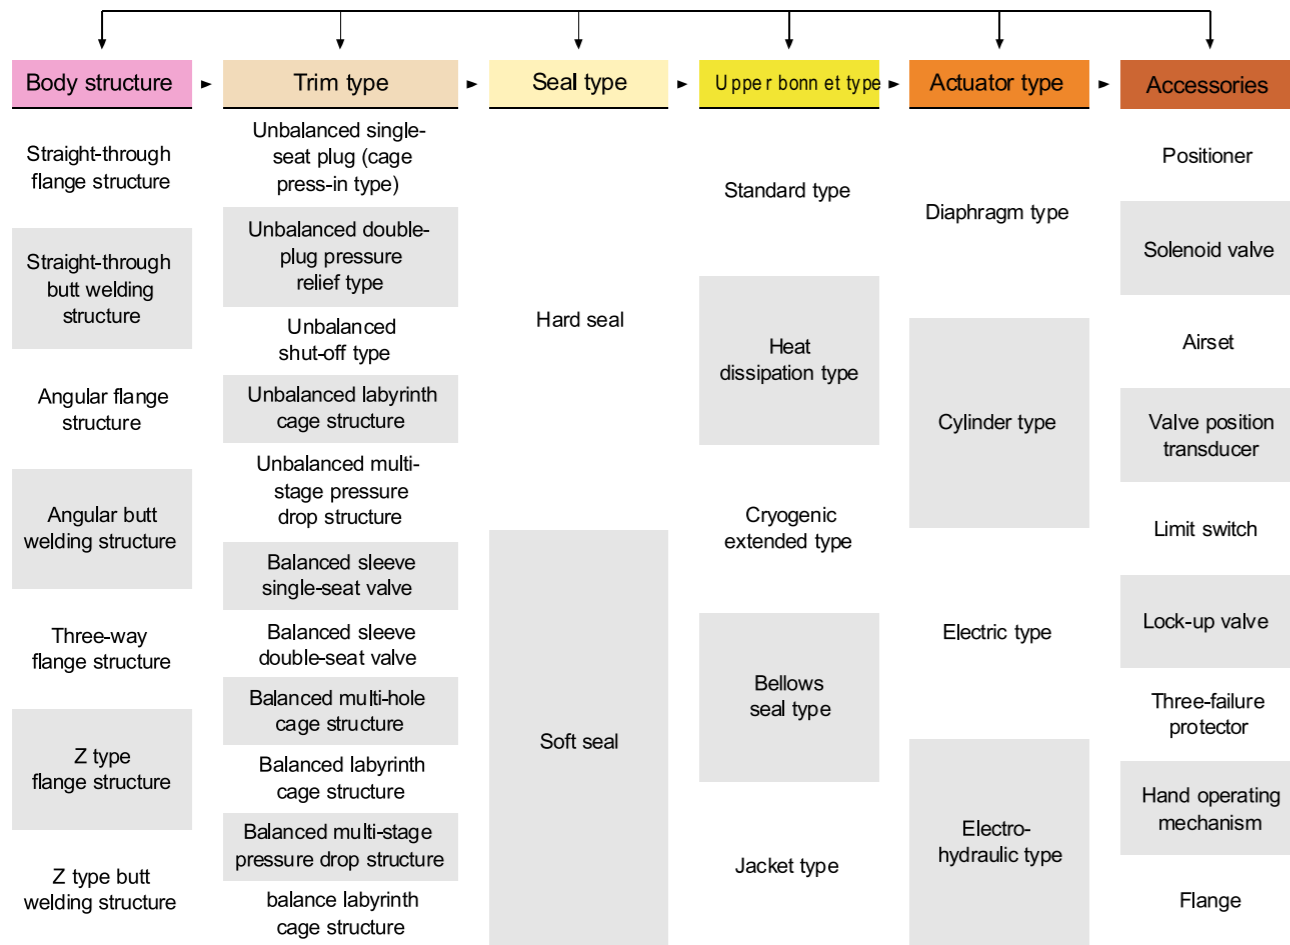 Body structure
Trim type
Seal type
Upper bonnet type
Actuator type
Accessories
Straight-through
flange structure
Straight-through
butt welding
structure
Angular flange
structure
Angular butt
welding structure
Three-way
flange structure
Z type
flange structure
Z type butt
welding structure
Unbalanced single-
seat plug (cage
press-in type)
Unbalanced double-
plug pressure
relief type
Unbalanced
shut-off type
Unbalanced labyrinth
cage structure
Unbalanced multi-
stage pressure
drop structure
Balanced sleeve
single-seat valve
Balanced sleeve
double-seat valve
Balanced multi-hole
cage structure
Balanced labyrinth
cage structure
Balanced multi-stage
pressure drop structure
balance labyrinth
cage structure
Hard seal
Soft seal
Standard type
Heat
dissipation type
Cryogenic
extended type
Bellows
seal type
Jacket type
Diaphragm type
Cylinder type
Electric type
Electro-
hydraulic type
Positioner
Solenoid valve
Airset
Valve position
transducer
Limit switch
Lock-up valve
Three-failure
protector
Hand operating
mechanism
Flange